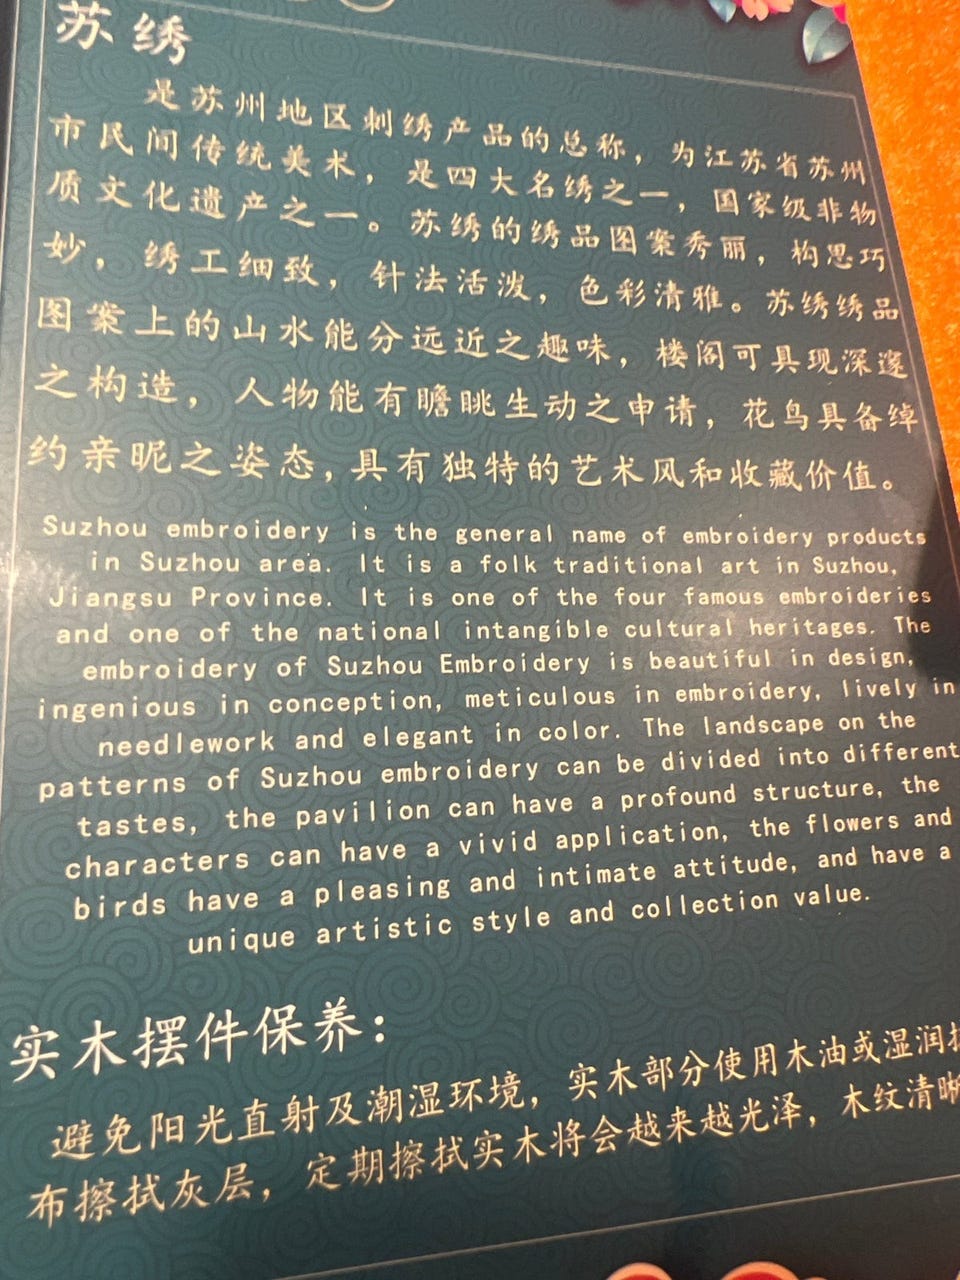 苏绣
是苏州地区刺绣产品的总称，为江苏省苏州
市民间传统美术，是四大名绣之一，国家级非物
质文化遗产之一。苏绣的绣品图案秀丽，构思巧
妙，绣工细致，针法活泼，色彩清雅。苏绣绣品
图案上的山水能分远近之趣味，楼阁可具现深邃
之构造，人物能有瞻眺生动之申请，花鸟具备绰
约亲昵之姿态，具有独特的艺术风和收藏价值。
Suzhou embroidery is the general name of embroidery products
in Suzhou area. It is a folk traditional art in Suzhou,
Jiangsu Province. It is one of the four famous embroideries
and one of the national intangible cultural heritages. The
embroidery of Suzhou Embroidery is beautiful in design,
ingenious in conception, meticulous in embroidery, lively in
needlework and elegant in color. The landscape on the
patterns of Suzhou embroidery can be divided into different
tastes, the pavilion can have a profound structure, the
characters can have a vivid application, the flowers and
birds have a pleasing and intimate attitude, and have a
unique artistic style and collection value.
实木摆件保养：
避免阳光直射及潮湿环境，实木部分使用木油或湿润
布擦拭灰层，定期擦拭实木将会越来越光泽，木纹清晰